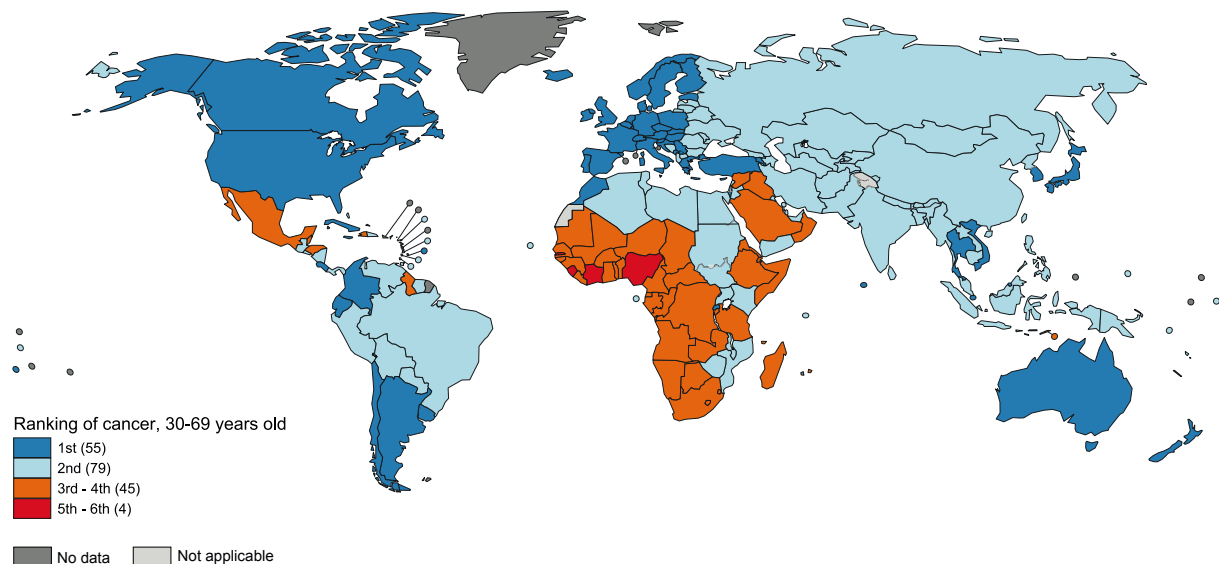 Ranking of cancer, 30-69 years old
1st (55)
2nd (79)
3rd - 4th (45)
5th - 6th (4)
No data
Not applicable